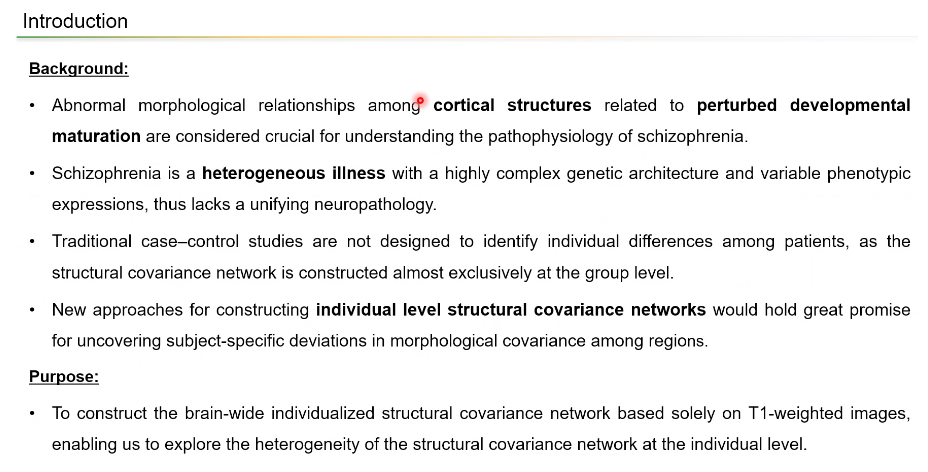 Introduction
Background:
• Abnormal morphological relationships among cortical structures related to perturbed developmental
maturation are considered crucial for understanding the pathophysiology of schizophrenia.
• Schizophrenia is a heterogeneous illness with a highly complex genetic architecture and variable phenotypic
expressions, thus lacks a unifying neuropathology.
• Traditional case–control studies are not designed to identify individual differences among patients, as the
structural covariance network is constructed almost exclusively at the group level.
• New approaches for constructing individual level structural covariance networks would hold great promise
for uncovering subject-specific deviations in morphological covariance among regions.
Purpose:
• To construct the brain-wide individualized structural covariance network based solely on T1-weighted images,
enabling us to explore the heterogeneity of the structural covariance network at the individual level.